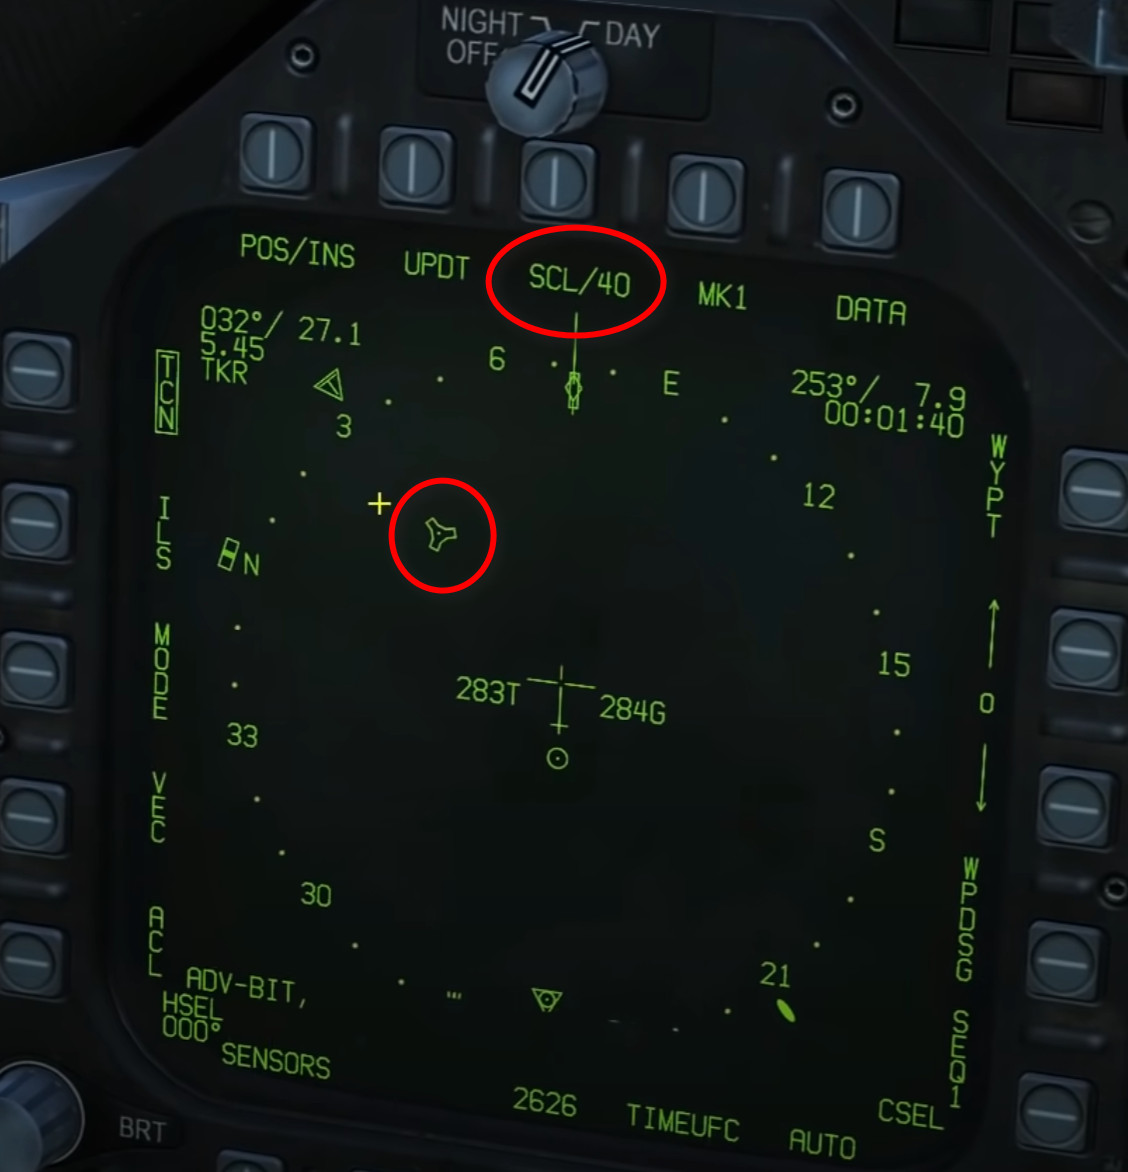 NIGHT DAY
OFF
POS/INS UPDT SCL/40 MK1 DATA
032°/ 27.1
5.45
TKR
253°/ 7.9
00:01:40
TCN
ILS
MODE
VEC
ACL
WYPT
0
WPDSG
SEQ1
6
E
3
12
N
15
33
S
30
21
283T
284G
ADV-BIT,
HSEL
000°
SENSORS
2626
TIMEUFC
AUTO
CSEL
BRT